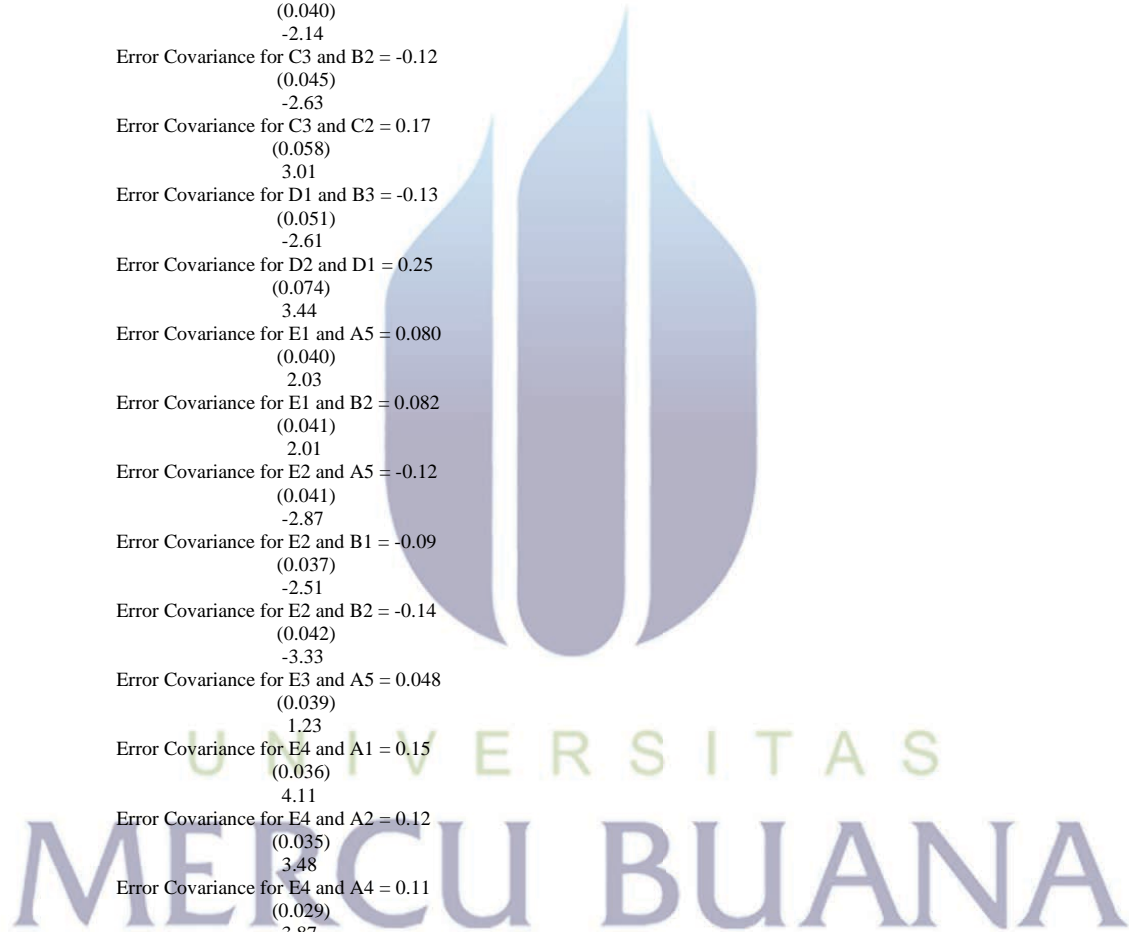 (0.040)
-2.14
Error Covariance for C3 and B2 = -0.12
(0.045)
-2.63
Error Covariance for C3 and C2 = 0.17
(0.058)
3.01
Error Covariance for D1 and B3 = -0.13
(0.051)
-2.61
Error Covariance for D2 and D1 = 0.25
(0.074)
3.44
Error Covariance for E1 and A5 = 0.080
(0.040)
2.03
Error Covariance for E1 and B2 = 0.082
(0.041)
2.01
Error Covariance for E2 and A5 = -0.12
(0.041)
-2.87
Error Covariance for E2 and B1 = -0.09
(0.037)
-2.51
Error Covariance for E2 and B2 = -0.14
(0.042)
-3.33
Error Covariance for E3 and A5 = 0.048
(0.039)
1.23
Error Covariance for E4 and A1 = 0.15
(0.036)
4.11
Error Covariance for E4 and A2 = 0.12
(0.035)
3.48
Error Covariance for E4 and A4 = 0.11
(0.029)
3.87
UNIVERSITAS
MERCU BUANA